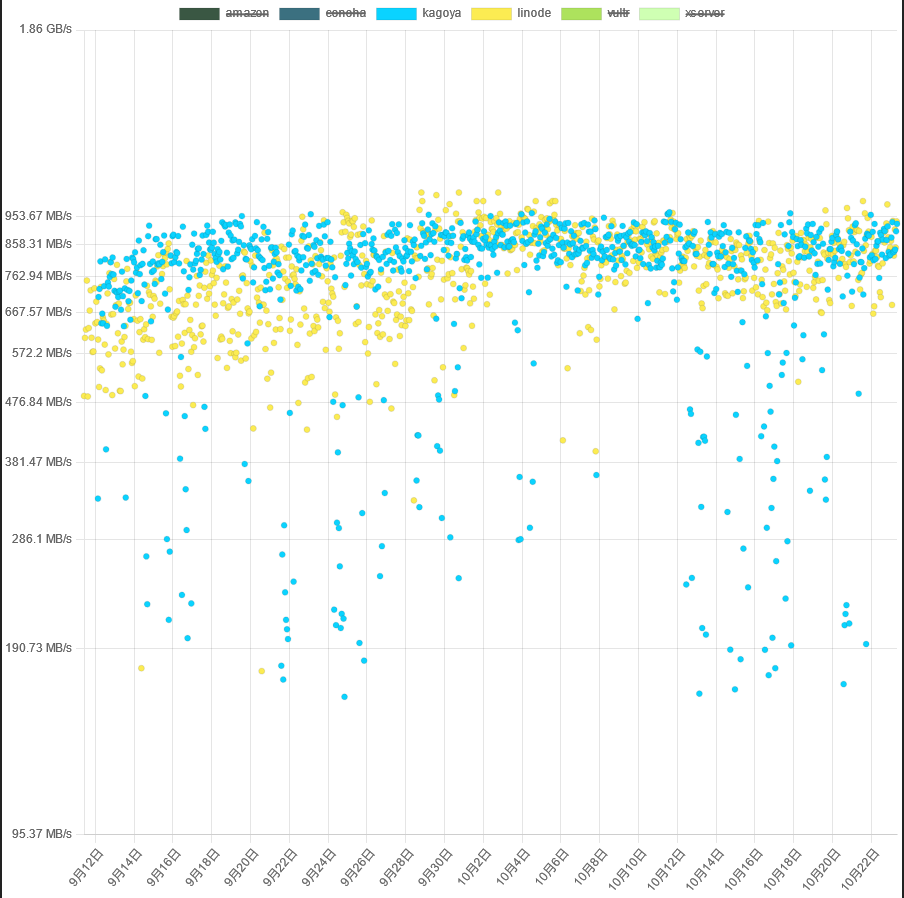 amazon conoha kagoya linode vultr xserver
1.86 GB/s
953.67 MB/s
858.31 MB/s
762.94 MB/s
667.57 MB/s
572.2 MB/s
476.84 MB/s
381.47 MB/s
286.1 MB/s
190.73 MB/s
95.37 MB/s
9月12日 9月14日 9月16日 9月18日 9月20日 9月22日 9月24日 9月26日 9月28日 9月30日 10月2日 10月4日 10月6日 10月8日 10月10日 10月12日 10月14日 10月16日 10月18日 10月20日 10月22日